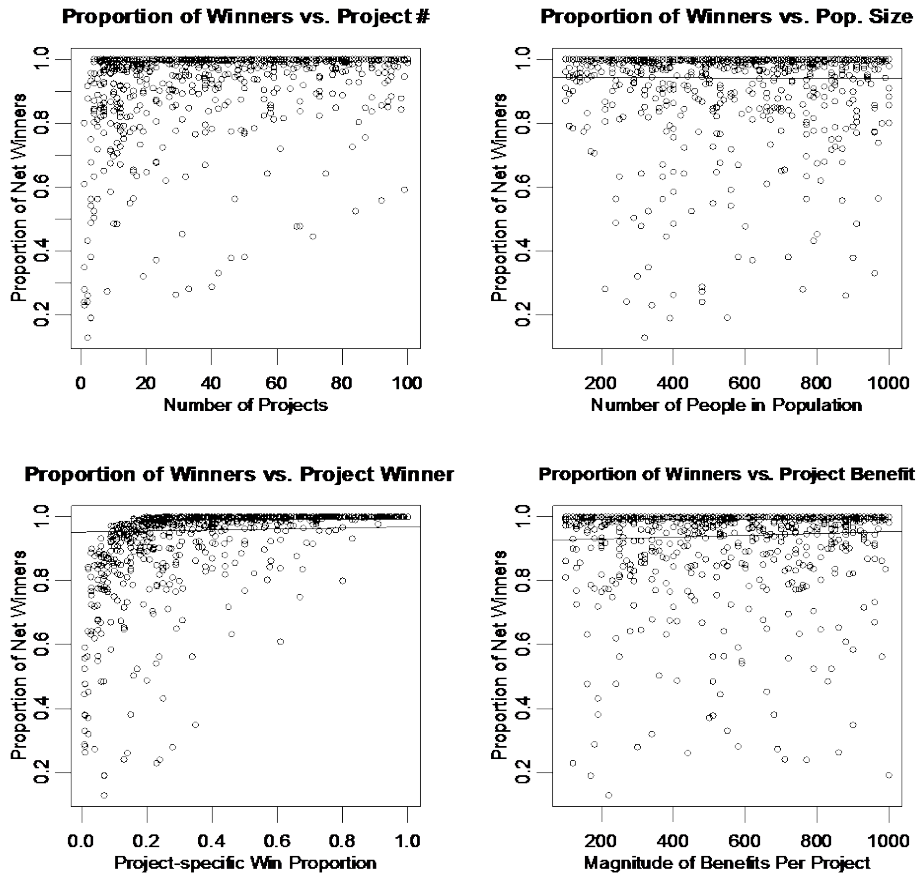 Proportion of Winners vs. Project #
Proportion of Net Winners
1.0
0.8
0.6
0.4
0.2
0 20 40 60 80 100
Number of Projects
Proportion of Winners vs. Pop. Size
Proportion of Net Winners
1.0
0.8
0.6
0.4
0.2
200 400 600 800 1000
Number of People in Population
Proportion of Winners vs. Project Winner
Proportion of Net Winners
1.0
0.8
0.6
0.4
0.2
0.0 0.2 0.4 0.6 0.8 1.0
Project-specific Win Proportion
Proportion of Winners vs. Project Benefit
Proportion of Net Winners
1.0
0.8
0.6
0.4
0.2
200 400 600 800 1000
Magnitude of Benefits Per Project